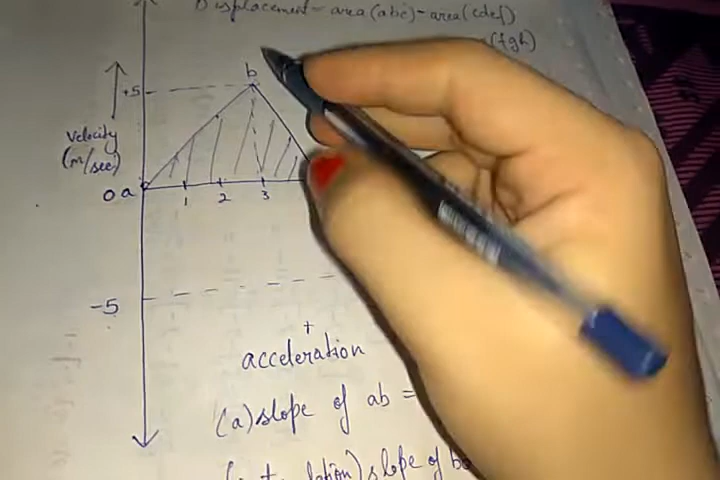 Displacement = area (abc) - area (cdef)
(fgh)
b
+5
Velocity
(m/sec)
0 a
1 2 3
-5
+
acceleration
(a) slope of ab =
slope of